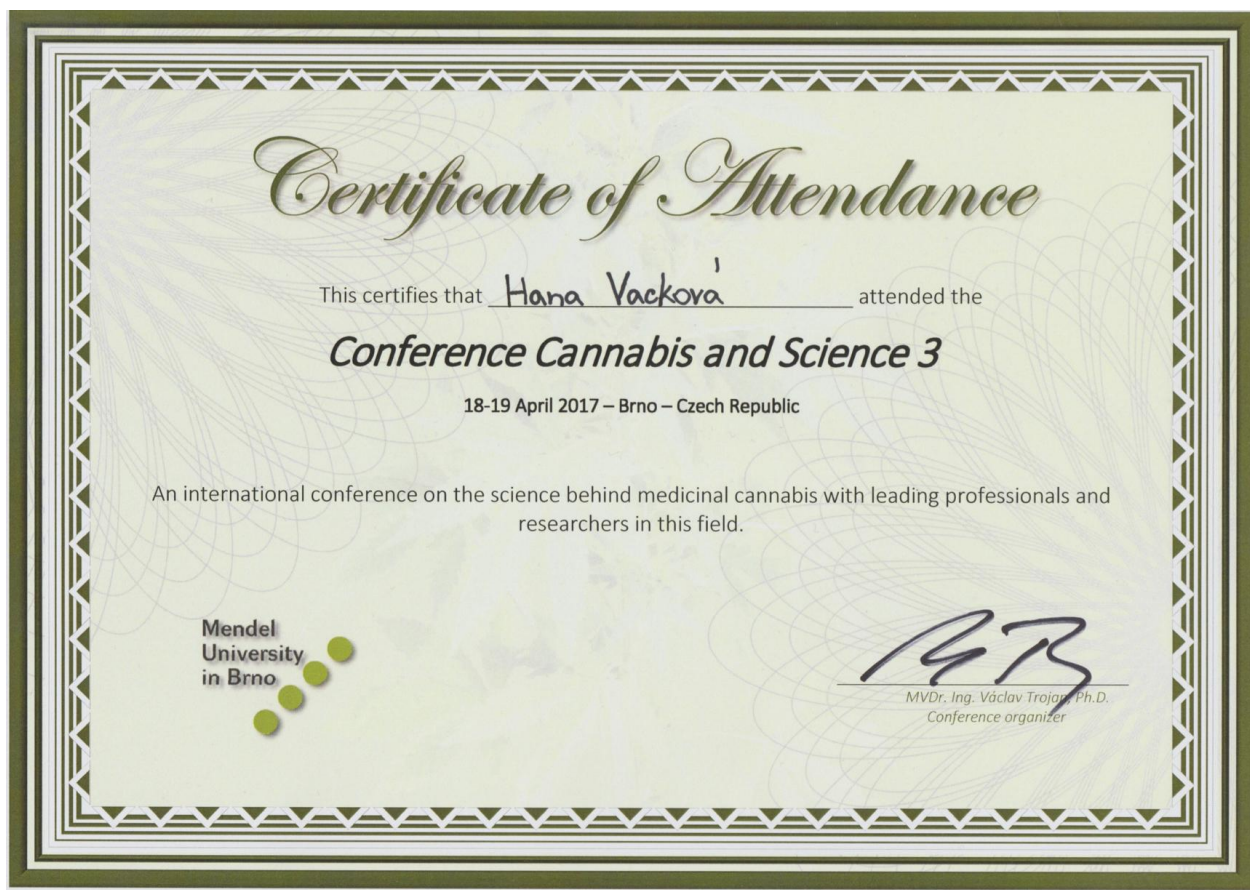 Certificate of Attendance
This certifies that Hana Vacková attended the
Conference Cannabis and Science 3
18-19 April 2017 – Brno – Czech Republic
An international conference on the science behind medicinal cannabis with leading professionals and
researchers in this field.
Mendel
University
in Brno
MVDr. Ing. Václav Trojan, Ph.D.
Conference organizer